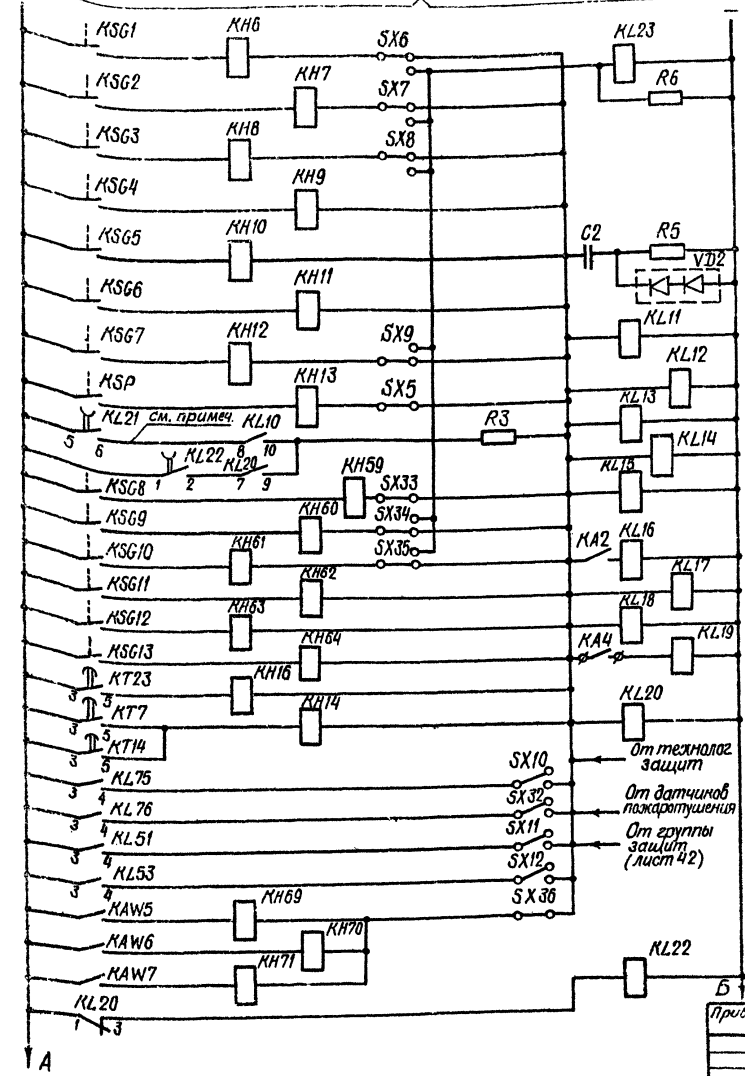 KSG1 KH6 SX6 KL23
KSG2 KH7 SX7 R6
KSG3 KH8 SX8
KSG4 KH9
KSG5 KH10 C2 R5
VD2
KSG6 KH11
KSG7 KH12 SX9 KL11
KSP KH13 SX5 KL12
KL21 см. примеч. KL10 R3 KL13
5 6 8 10
KL22 KL20 KL14
1 2 7 9
KSG8 KH59 SX33 KL15
KSG9 KH60 SX34
KSG10 KH61 SX35 KA2 KL16
KSG11 KH62 KL17
KSG12 KH63 KL18
KSG13 KH64 KA4 KL19
KT23 KH16
3 5
KT7 KH14 KL20
3 5
KT14
3 5
От технолог
защит
KL75 SX10
3 4
KL76 SX32
3 4
От датчиков
пожаротушения
KL51 SX11
3 4
От группы
защит
(лист 42)
KL53 SX12
3 4
KAW5 KH69 SX36
KAW6 KH70
KAW7 KH71 KL22
KL20
1 3
А
Б